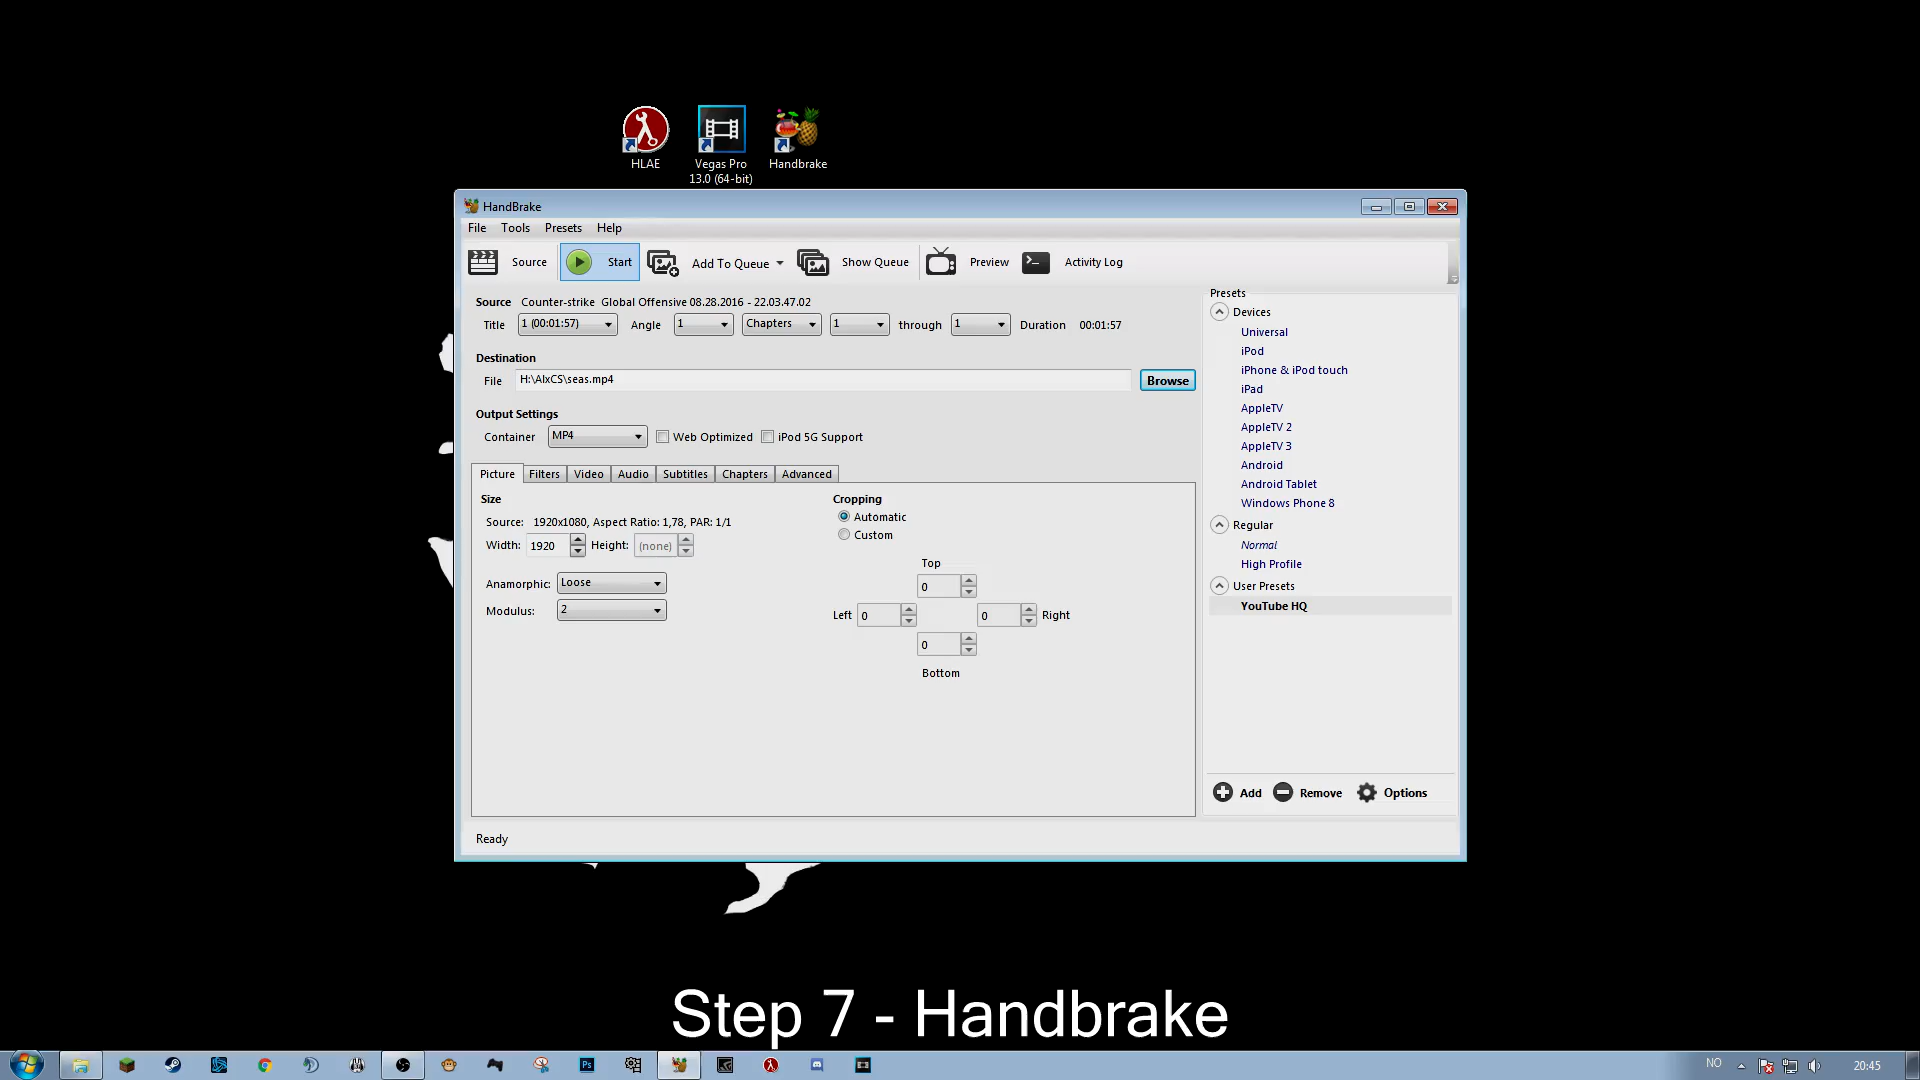 HLAE
Vegas Pro
13.0 (64-bit)
Handbrake
HandBrake
File Tools Presets Help
Source Start Add To Queue Show Queue Preview Activity Log
Source Counter-strike Global Offensive 08.28.2016 - 22.03.47.02
Title 1 (00:01:57) Angle 1 Chapters 1 through 1 Duration 00:01:57
Destination
File H:\AlxCS\seas.mp4 Browse
Output Settings
Container MP4 Web Optimized iPod 5G Support
Picture Filters Video Audio Subtitles Chapters Advanced
Size
Source: 1920x1080, Aspect Ratio: 1,78, PAR: 1/1
Width: 1920 Height: (none)
Anamorphic: Loose
Modulus: 2
Cropping
Automatic
Custom
Top
0
Left 0 0 Right
0
Bottom
Presets
Devices
Universal
iPod
iPhone & iPod touch
iPad
AppleTV
AppleTV 2
AppleTV 3
Android
Android Tablet
Windows Phone 8
Regular
Normal
High Profile
User Presets
YouTube HQ
Add Remove Options
Ready
Step 7 - Handbrake
Ps
NO 20:45